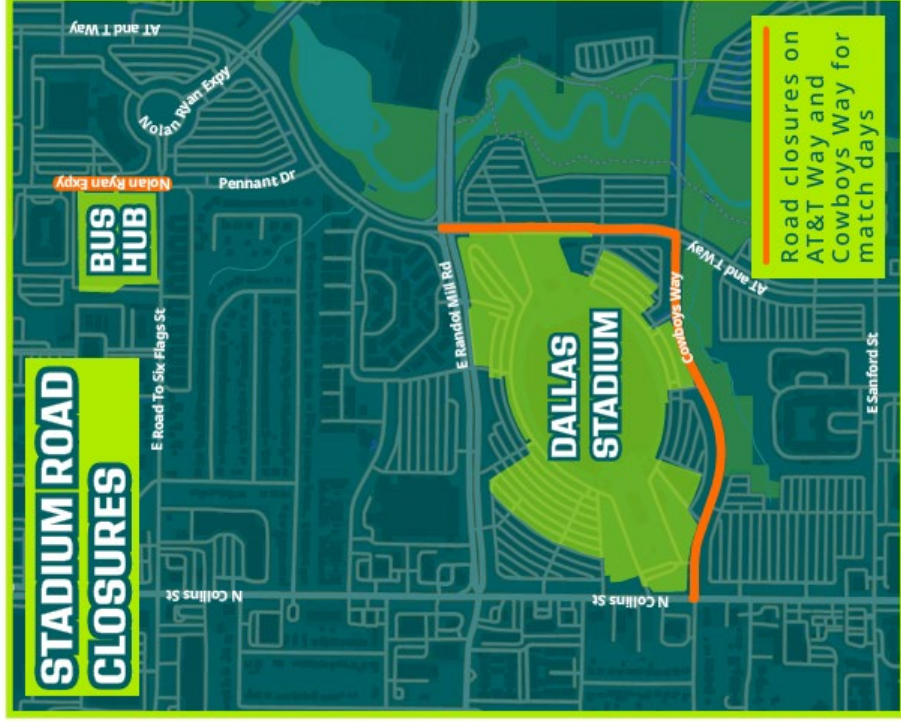 STADIUM ROAD
CLOSURES
BUS
HUB
Nolan Ryan Expy
Nolan Ryan Expy
AT and T Way
Pennant Dr
E Road To Six Flags St
N Collins St
E Randol Mill Rd
DALLAS
STADIUM
N Collins St
Cowboys Way
AT and T Way
E Sanford St
Road closures on
AT&T Way and
Cowboys Way for
match days